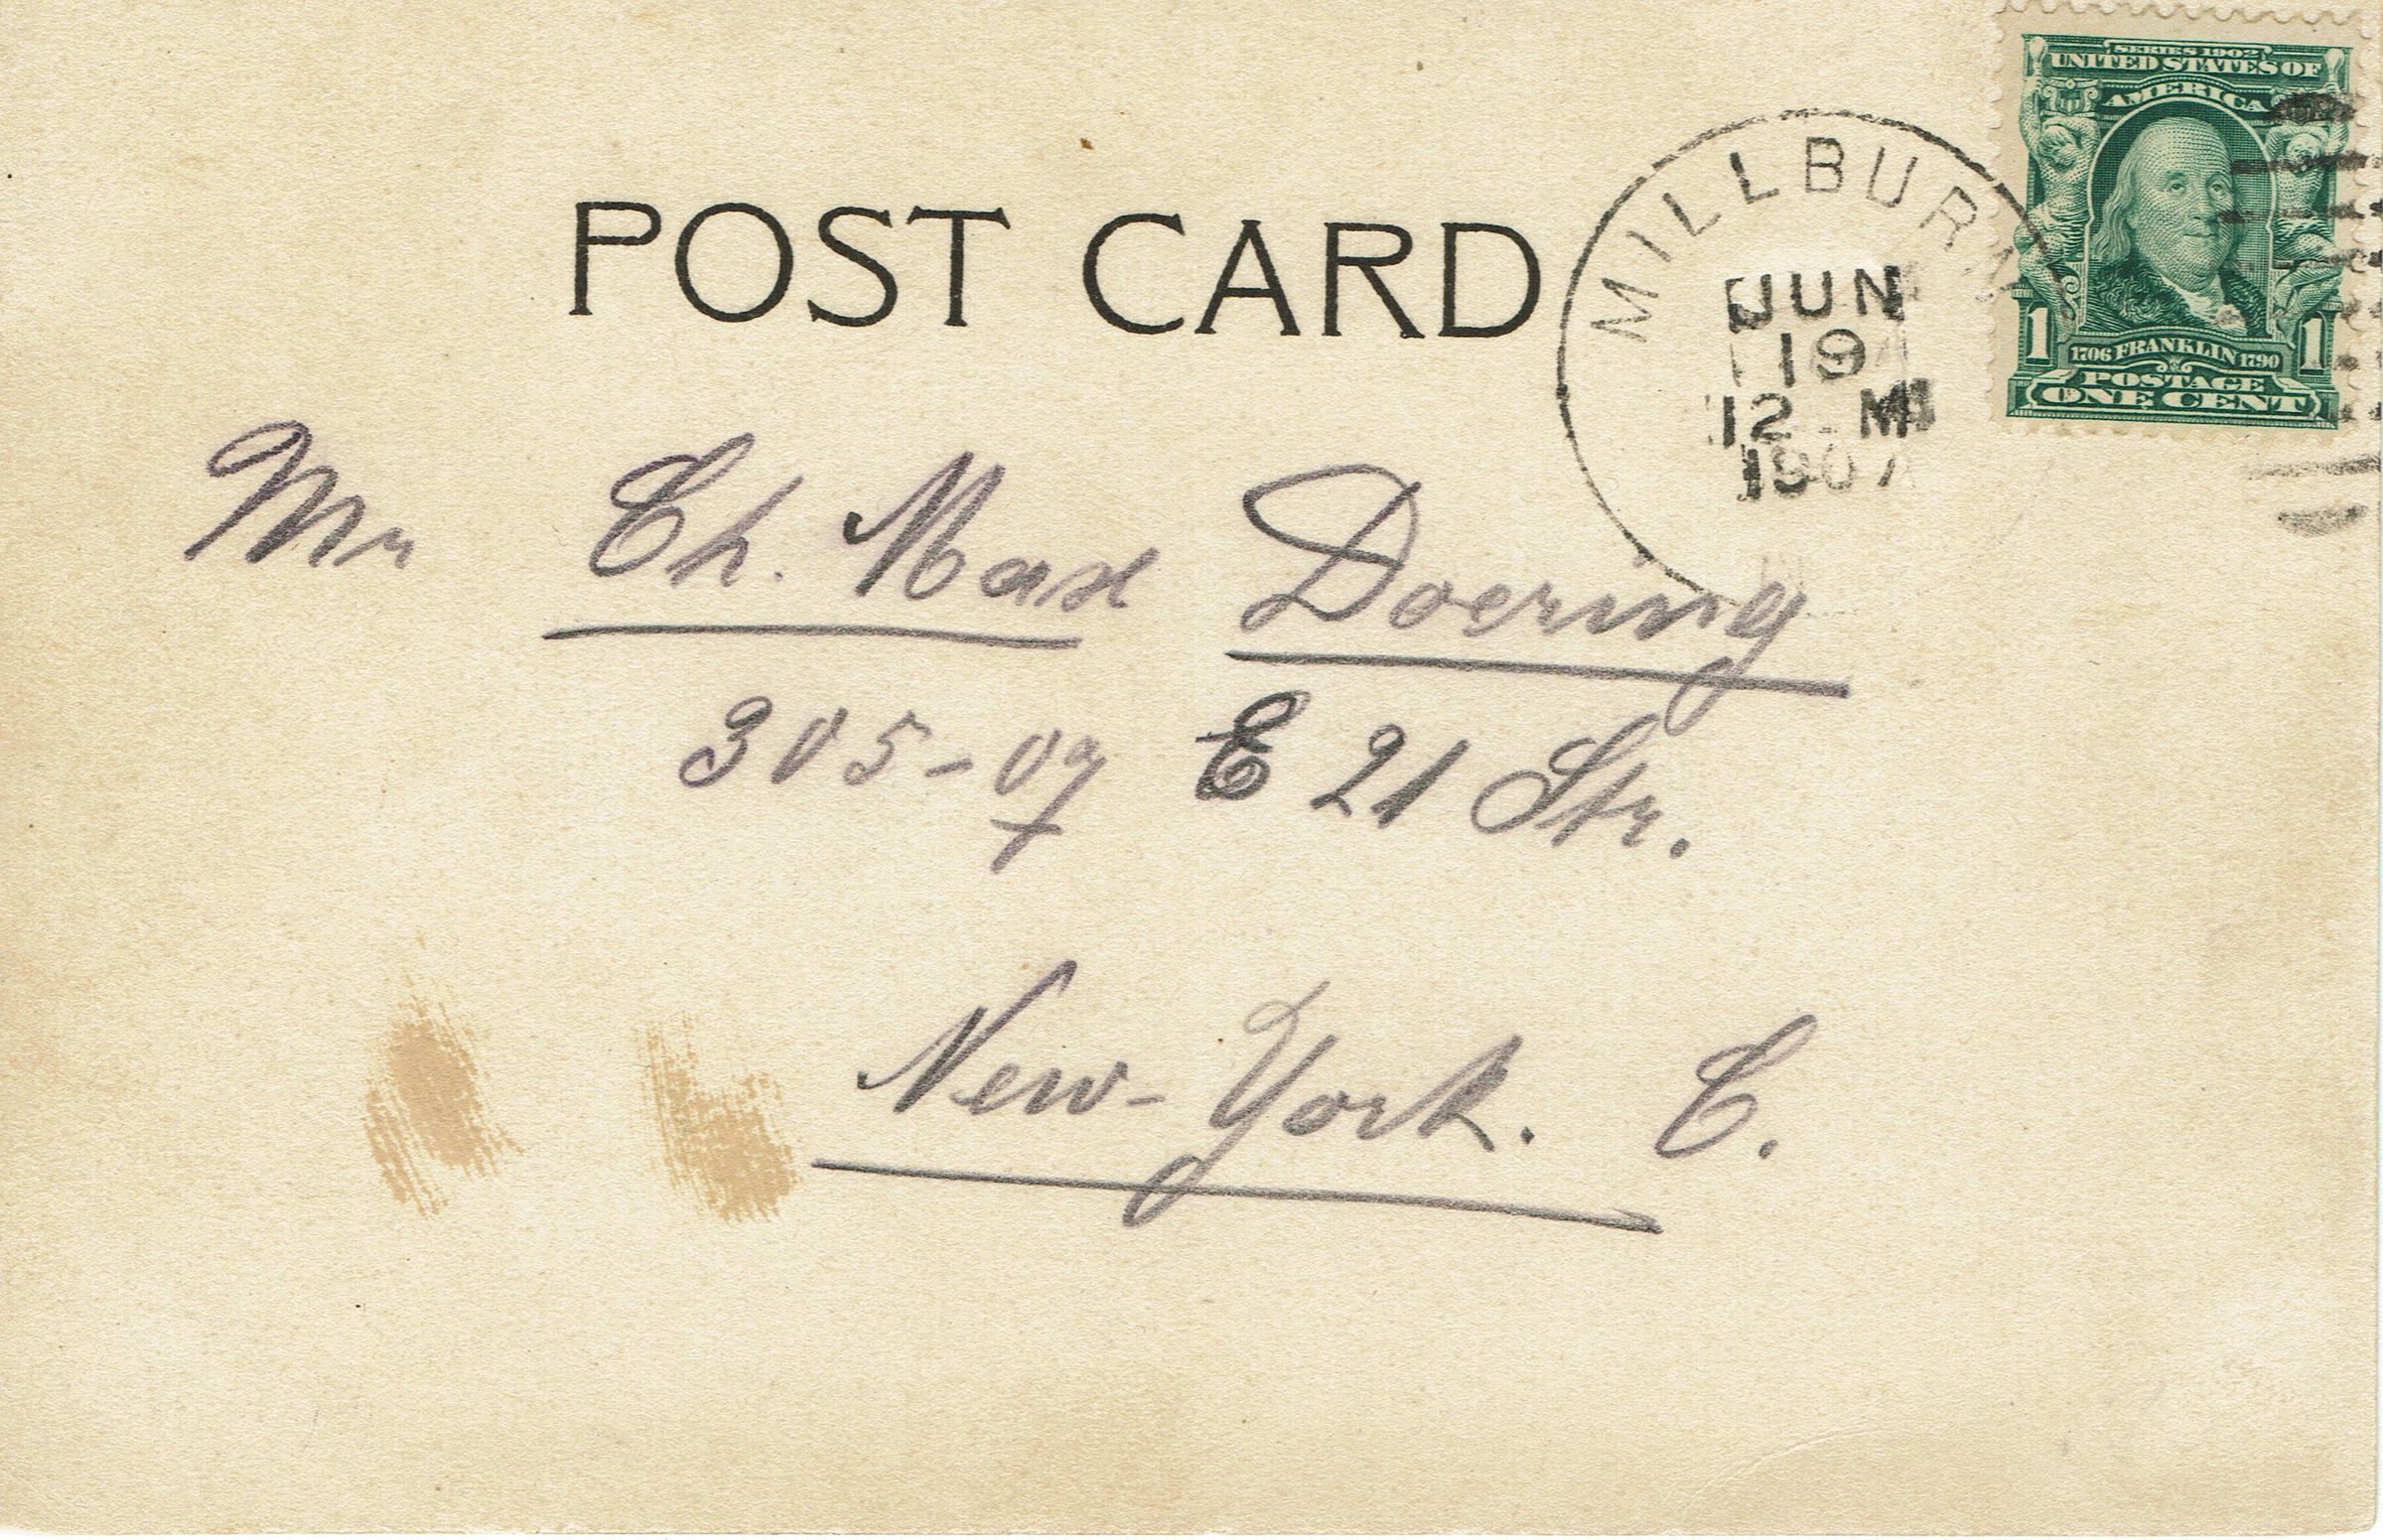 SERIES 1902
UNITED STATES OF
AMERICA
1 1706 FRANKLIN 1790 1
POSTAGE
ONE CENT
MILLBURN
JUN
19
12 M
1907
POST CARD
Mr Ch. Max Doering
305-07 E 21 Str.
New-York. C.